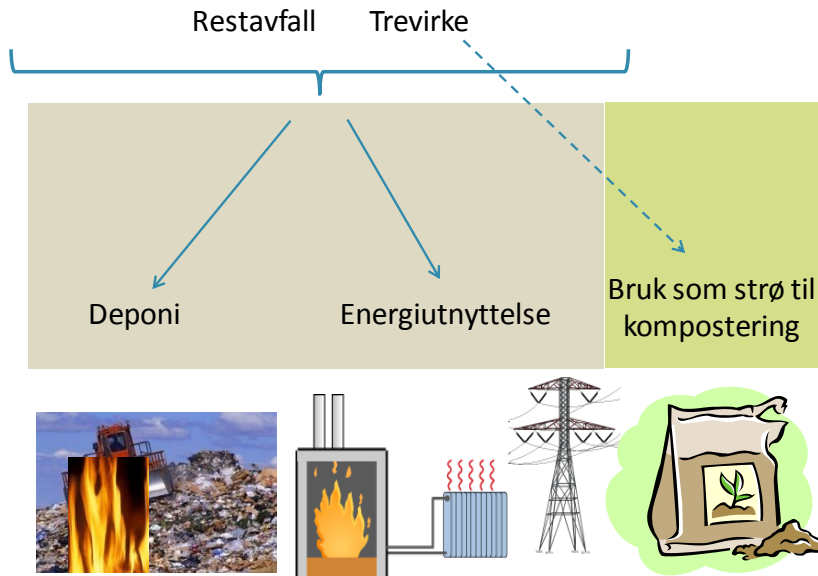 Restavfall Trevirke
Deponi
Energiutnyttelse
Bruk som strø til
kompostering